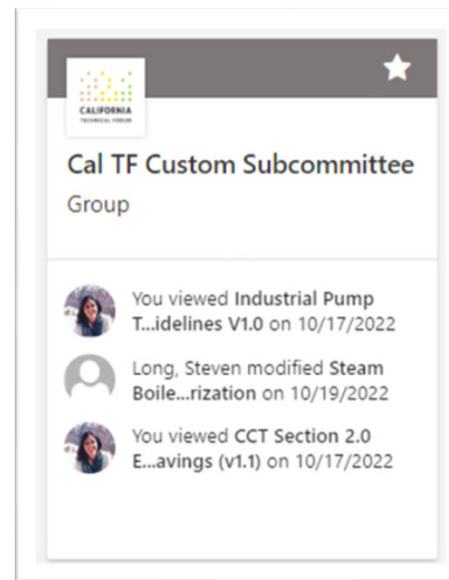 CALIFORNIA
TECHNICAL FORUM
Cal TF Custom Subcommittee
Group
You viewed Industrial Pump
T...idelines V1.0 on 10/17/2022
Long, Steven modified Steam
Boile...rization on 10/19/2022
You viewed CCT Section 2.0
E...avings (v1.1) on 10/17/2022